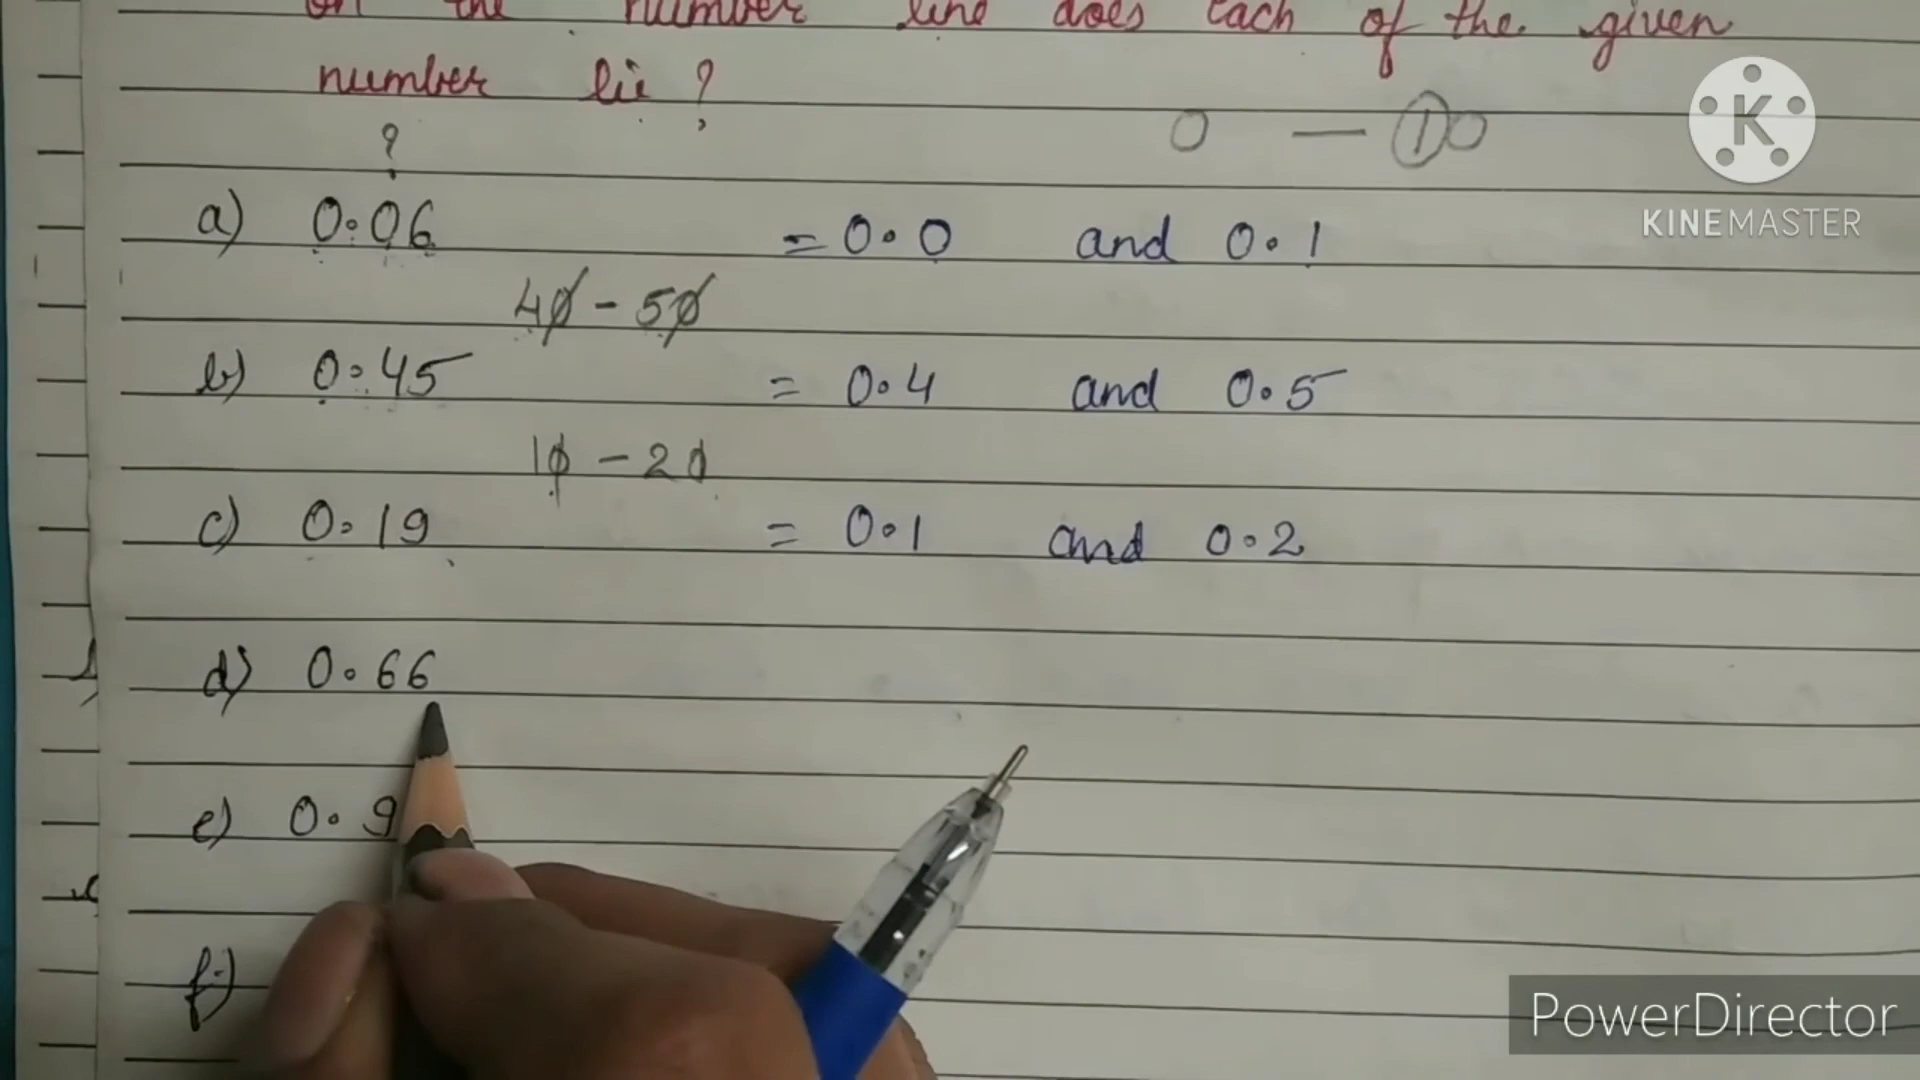 on the number line does each of the given
number lie ?
?
0 — 10
KINEMASTER
a) 0.06 = 0.0 and 0.1
40 - 50
b) 0.45 = 0.4 and 0.5
10 - 20
c) 0.19 = 0.1 and 0.2
d) 0.66
e) 0.9
f)
PowerDirector